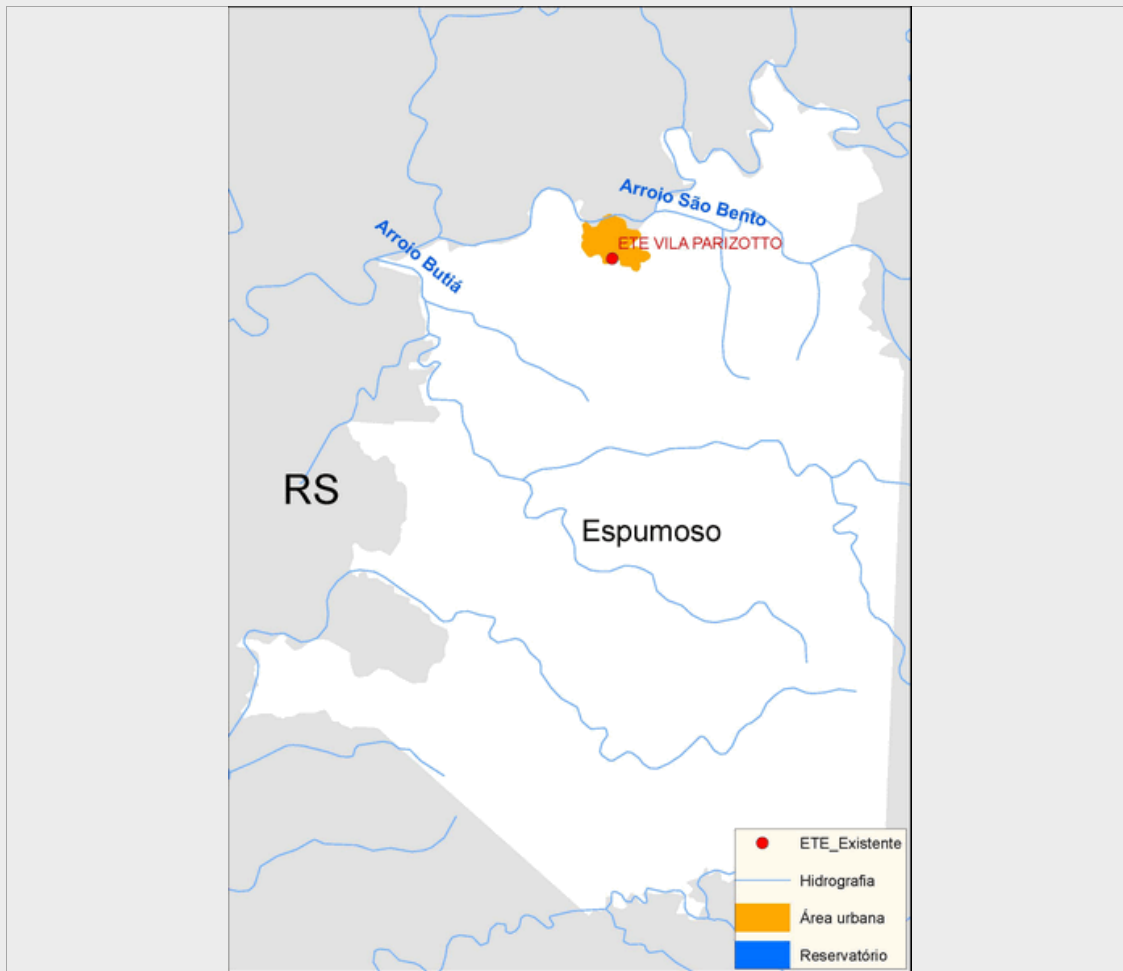 Arroio São Bento
Arroio Butiá
ETE VILA PARIZOTTO
RS
Espumoso
ETE_Existente
Hidrografia
Área urbana
Reservatório